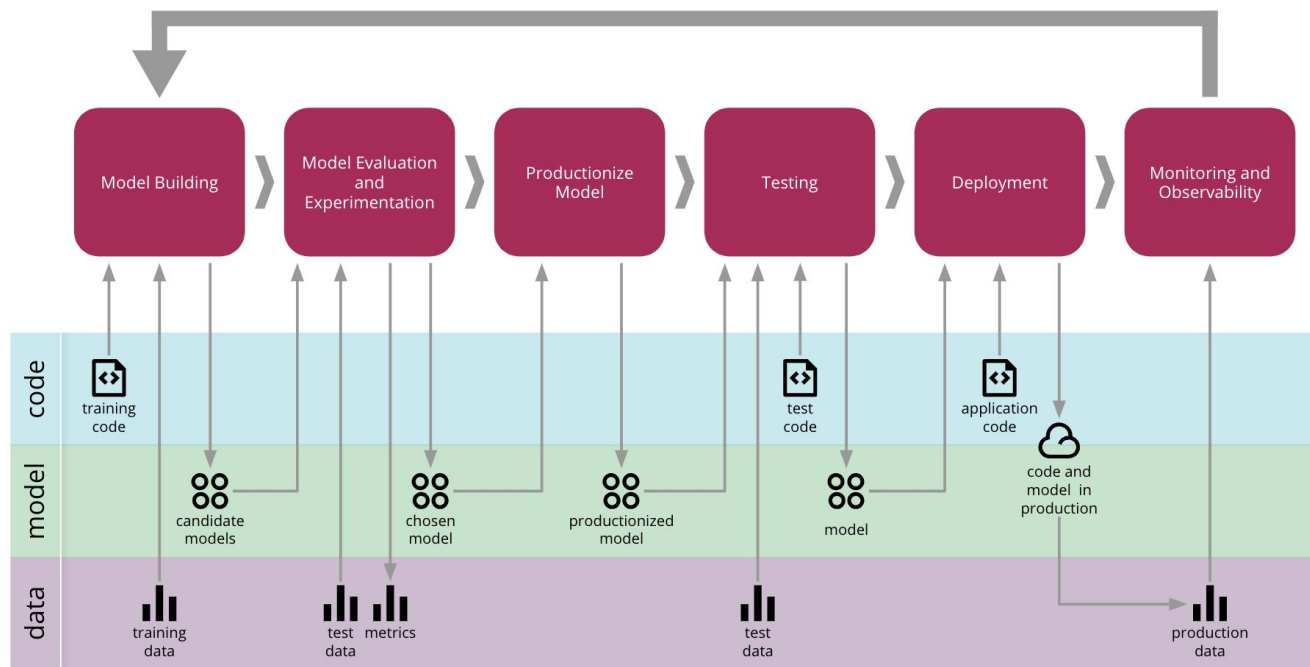 Model Building
Model Evaluation
and
Experimentation
Productionize
Model
Testing
Deployment
Monitoring and
Observability
code
training
code
test
code
application
code
model
candidate
models
chosen
model
productionized
model
model
code and
model in
production
data
training
data
test
data
metrics
test
data
production
data